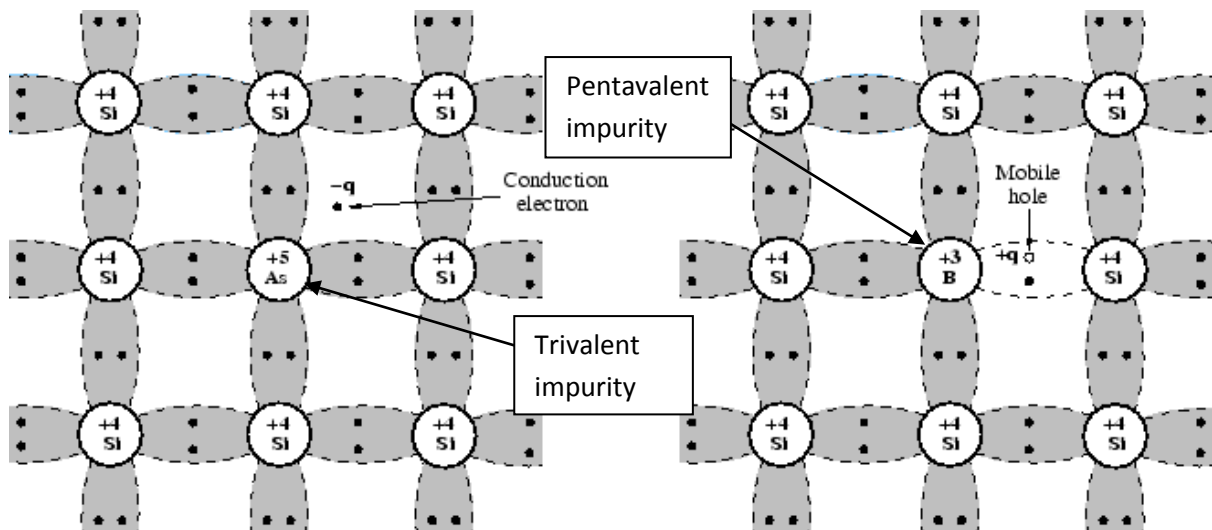 +4
Si
+4
Si
+4
Si
Pentavalent
impurity
+4
Si
+4
Si
+4
Si
−q
Conduction
electron
Mobile
hole
+4
Si
+5
As
+4
Si
+4
Si
+3
B
+q
+4
Si
Trivalent
impurity
+4
Si
+4
Si
+4
Si
+4
Si
+4
Si
+4
Si